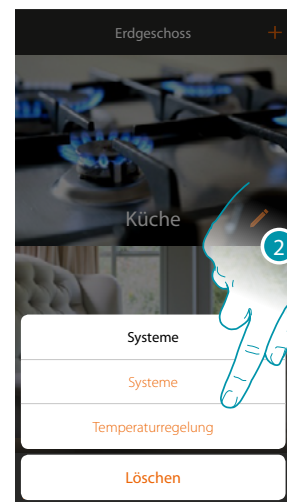 Erdgeschoss
Küche
2
Systeme
Systeme
Temperaturregelung
Löschen